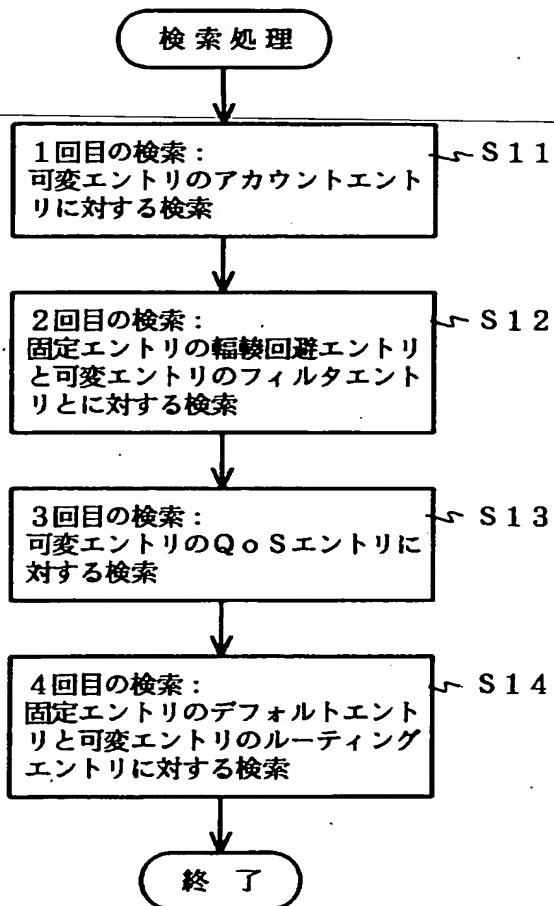 検索処理
1回目の検索：
可変エントリのアカウントエント
リに対する検索
S11
2回目の検索：
固定エントリの輻輳回避エントリ
と可変エントリのフィルタエント
リとに対する検索
S12
3回目の検索：
可変エントリのQoSエントリに
対する検索
S13
4回目の検索：
固定エントリのデフォルトエント
リと可変エントリのルーティング
エントリに対する検索
S14
終了